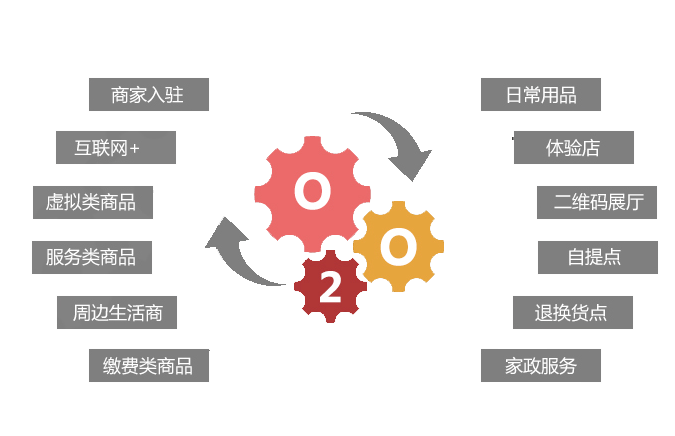 商家入驻
互联网+
虚拟类商品
服务类商品
周边生活商
缴费类商品
O
2
O
日常用品
体验店
二维码展厅
自提点
退换货点
家政服务